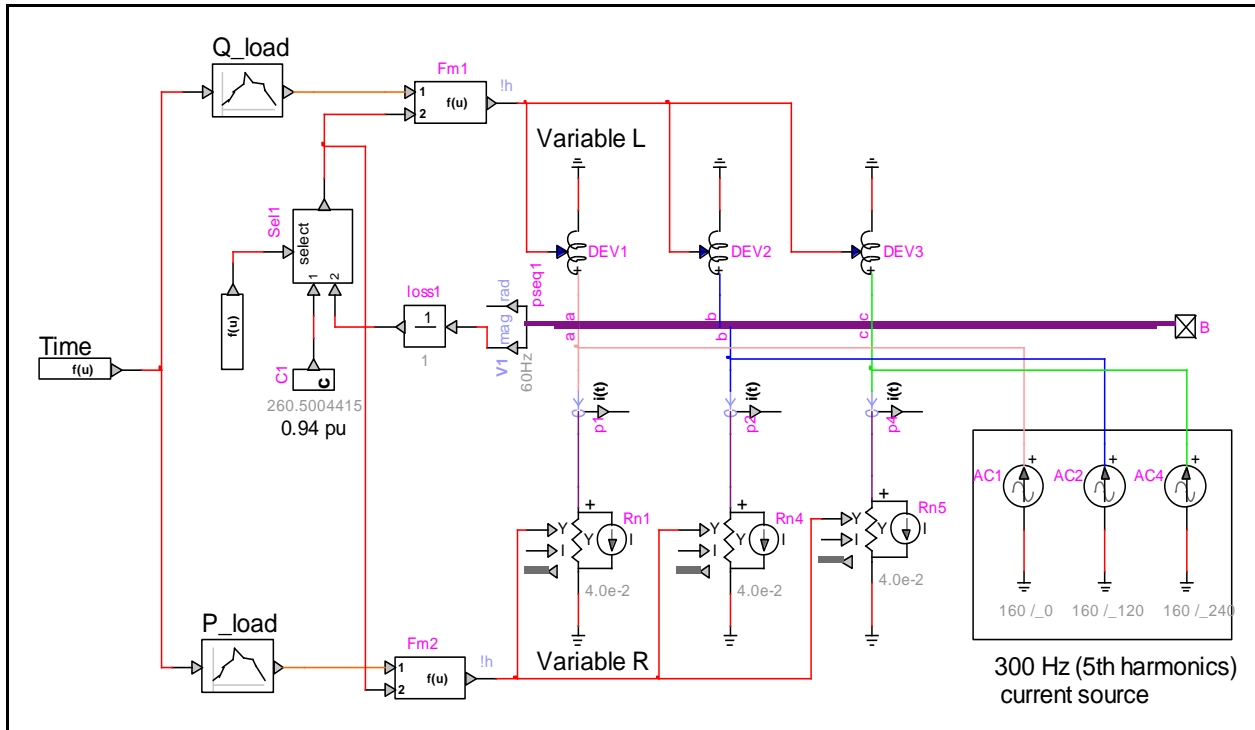 Q_load
Fm1
!h
1
2
f(u)
Variable L
Sel1
select
1
2
DEV1
DEV2
DEV3
pseq1
rad
mag
V1
60Hz
loss1
1
1
a
a
b
b
c
c
B
Time
f(u)
f(u)
C1
C
260.5004415
0.94 pu
i(t)
p1
i(t)
p2
i(t)
p4
AC1
+
AC2
+
AC4
+
160 /_0
160 /_120
160 /_240
+
Y
I
Y
I
Rn1
4.0e-2
+
Y
I
Y
I
Rn4
4.0e-2
+
Y
I
Y
I
Rn5
4.0e-2
+
+
+
P_load
Fm2
!h
1
2
f(u)
Variable R
300 Hz (5th harmonics)
current source